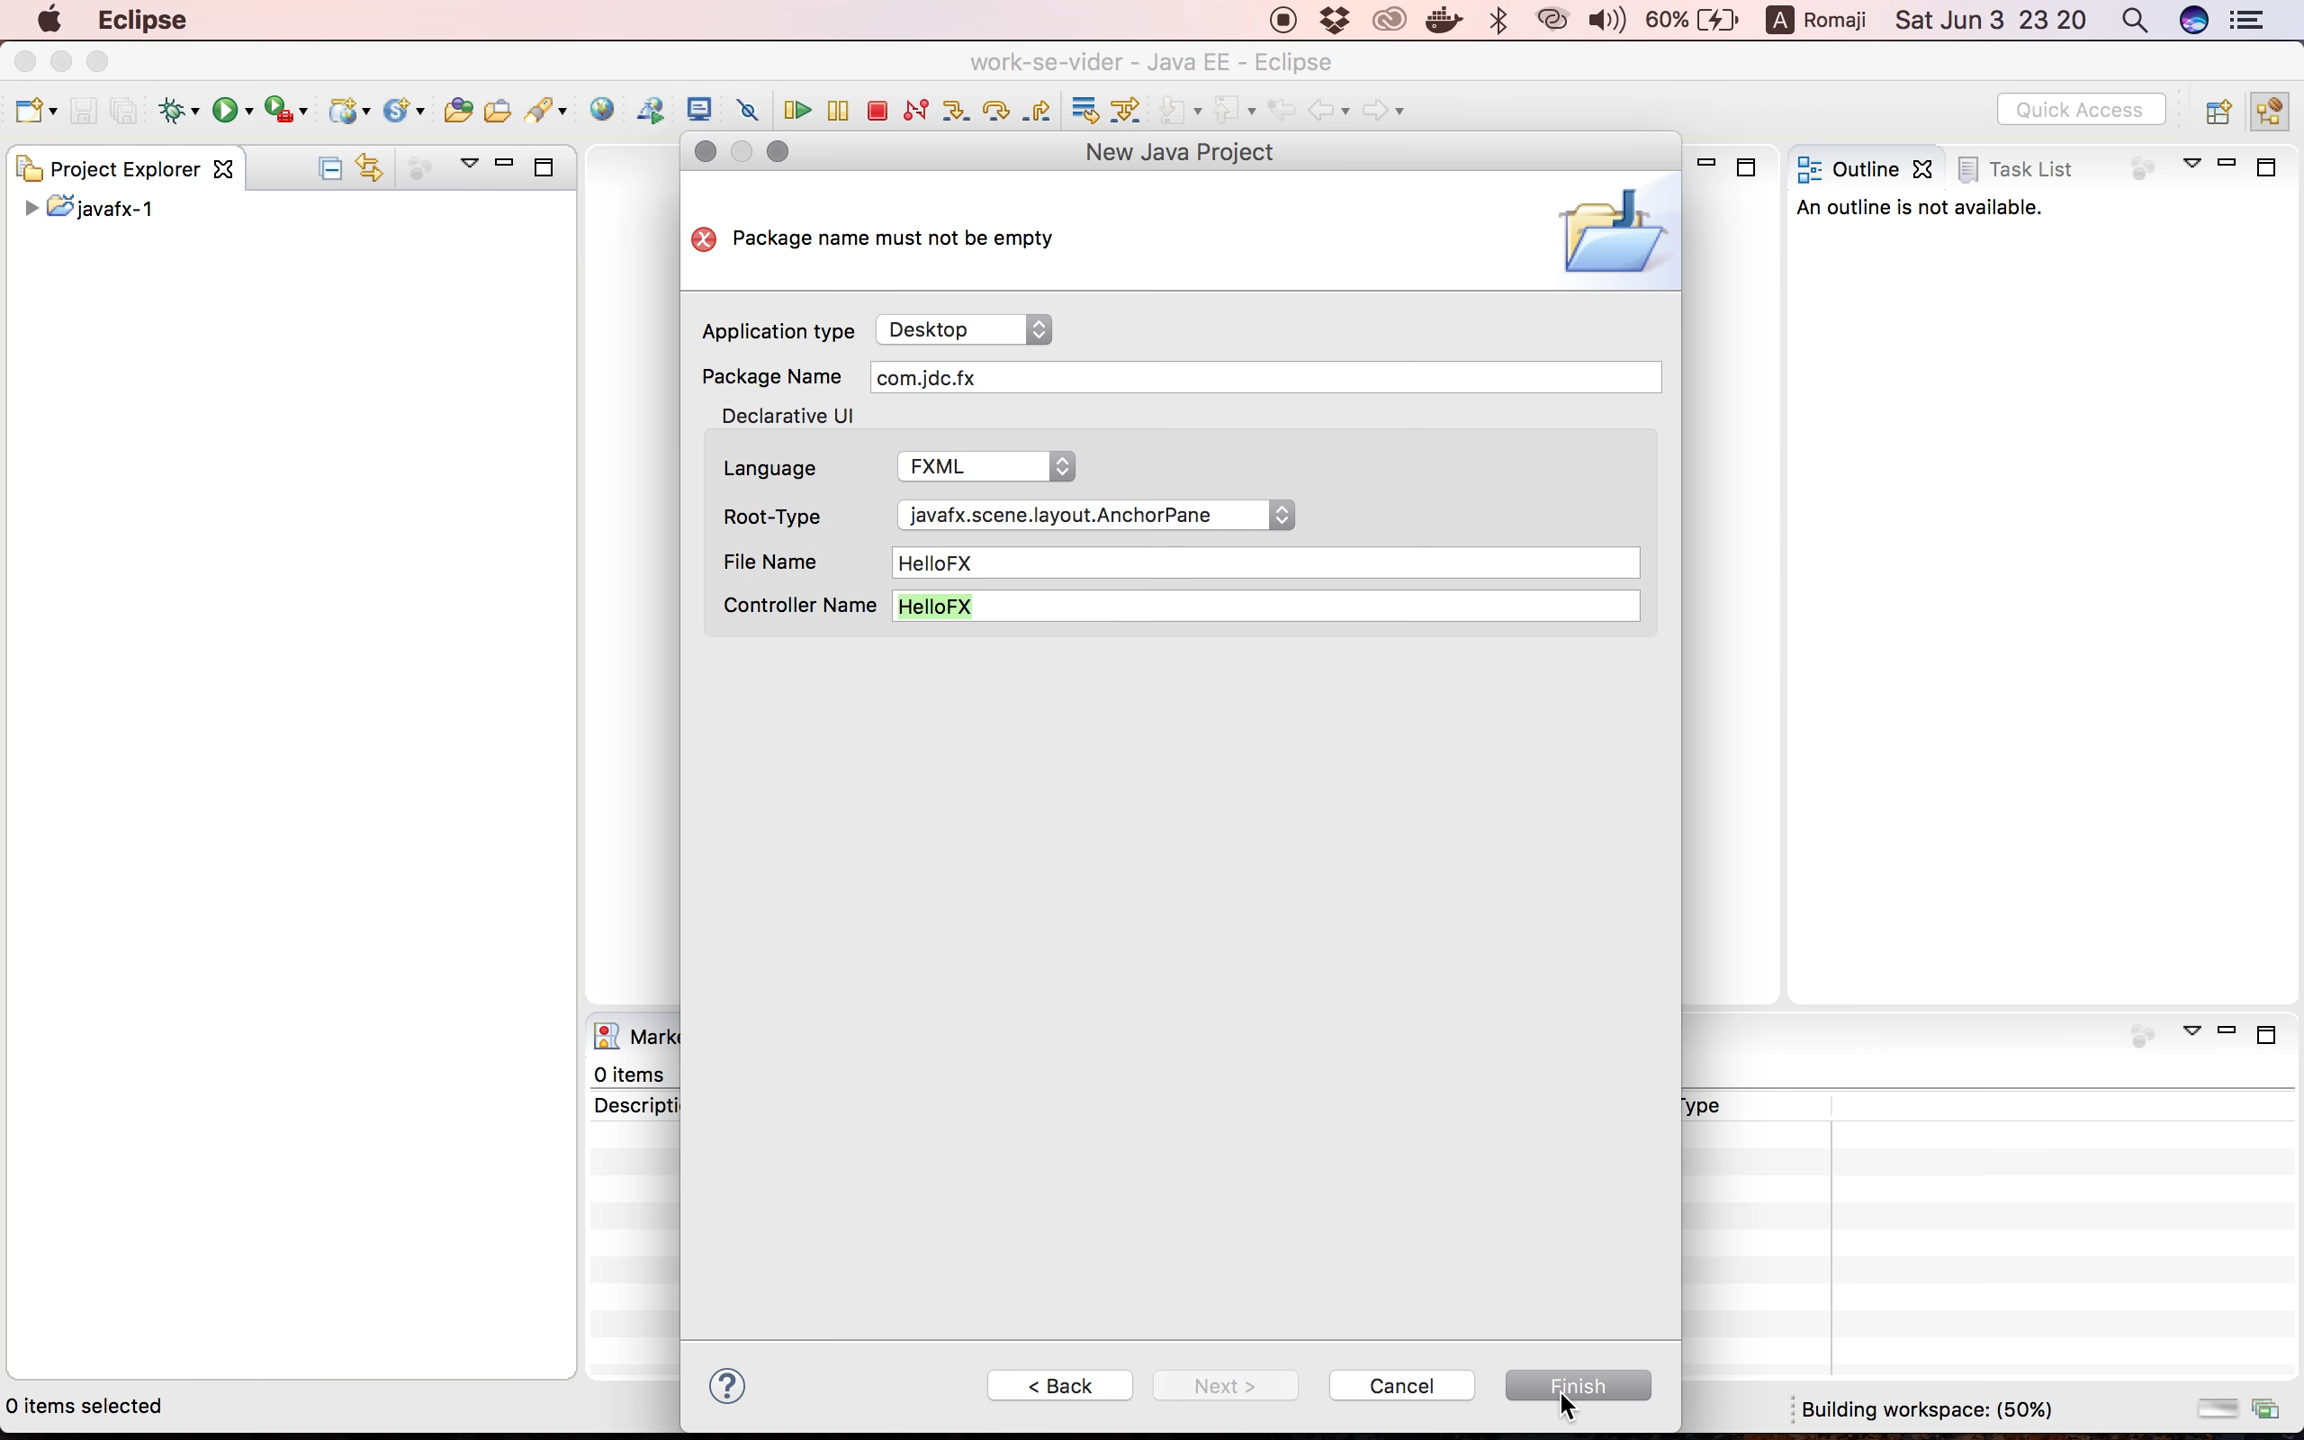 Eclipse 60% A Romaji Sat Jun 3 23 20
work-se-vider - Java EE - Eclipse
Quick Access
Project Explorer
javafx-1
New Java Project
Package name must not be empty
Application type Desktop
Package Name com.jdc.fx
Declarative UI
Language FXML
Root-Type javafx.scene.layout.AnchorPane
File Name HelloFX
Controller Name HelloFX
? < Back Next > Cancel Finish
Outline Task List
An outline is not available.
Marke
0 items
Descripti
Type
0 items selected
Building workspace: (50%)